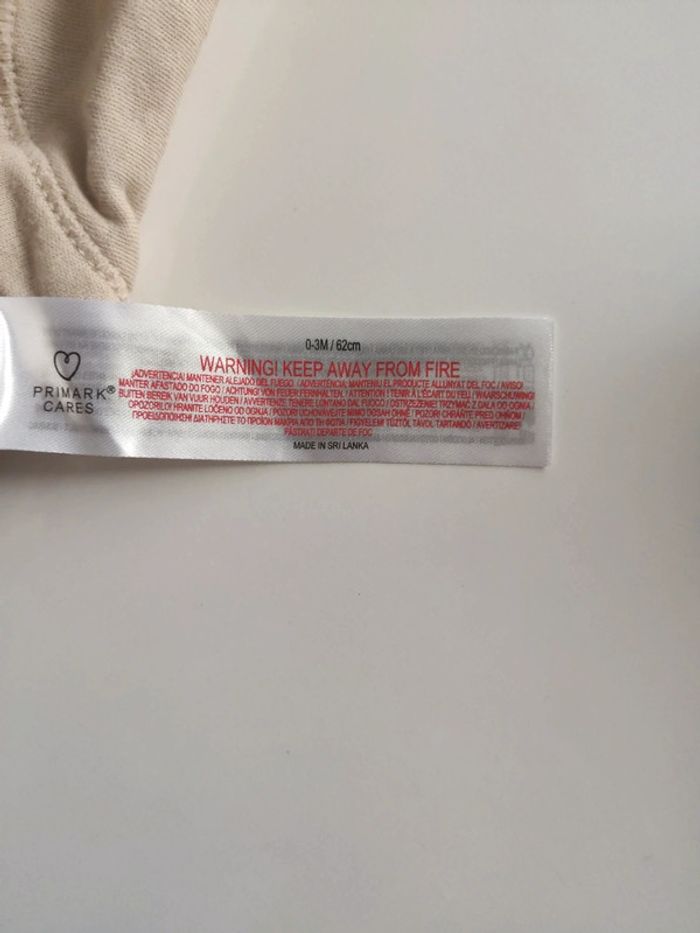 0-3M / 62cm
WARNING! KEEP AWAY FROM FIRE
¡ADVERTENCIA! MANTENER ALEJADO DEL FUEGO. / ADVERTÈNCIA: MANTENIU EL PRODUCTE ALLUNYAT DEL FOC / AVISO!
MANTER AFASTADO DO FOGO / ACHTUNG! VON FEUER FERNHALTEN / ATTENTION ! TENIR À L'ÉCART DU FEU / WAARSCHUWING!
BUITEN BEREIK VAN VUUR HOUDEN / AVVERTENZE: TENERE LONTANO DAL FUOCO / OSTRZEŻENIE! TRZYMAĆ Z DALA OD OGNIA /
OPOZORILO! HRANITE LOČENO OD OGNJA / POZOR! UCHOVÁVEJTE MIMO DOSAH OHNĚ / POZOR! CHRÁŇTE PRED OHŇOM /
ΠΡΟΕΙΔΟΠΟΙΗΣΗ! ΔΙΑΤΗΡΗΣΤΕ ΤΟ ΠΡΟΪΟΝ ΜΑΚΡΙΑ ΑΠΟ ΤΗ ΦΩΤΙΑ / FIGYELEM! TŰZTŐL TÁVOL TARTANDÓ / AVERTIZARE!
PĂSTRAȚI DEPARTE DE FOC
MADE IN SRI LANKA
PRIMARK®
CARES